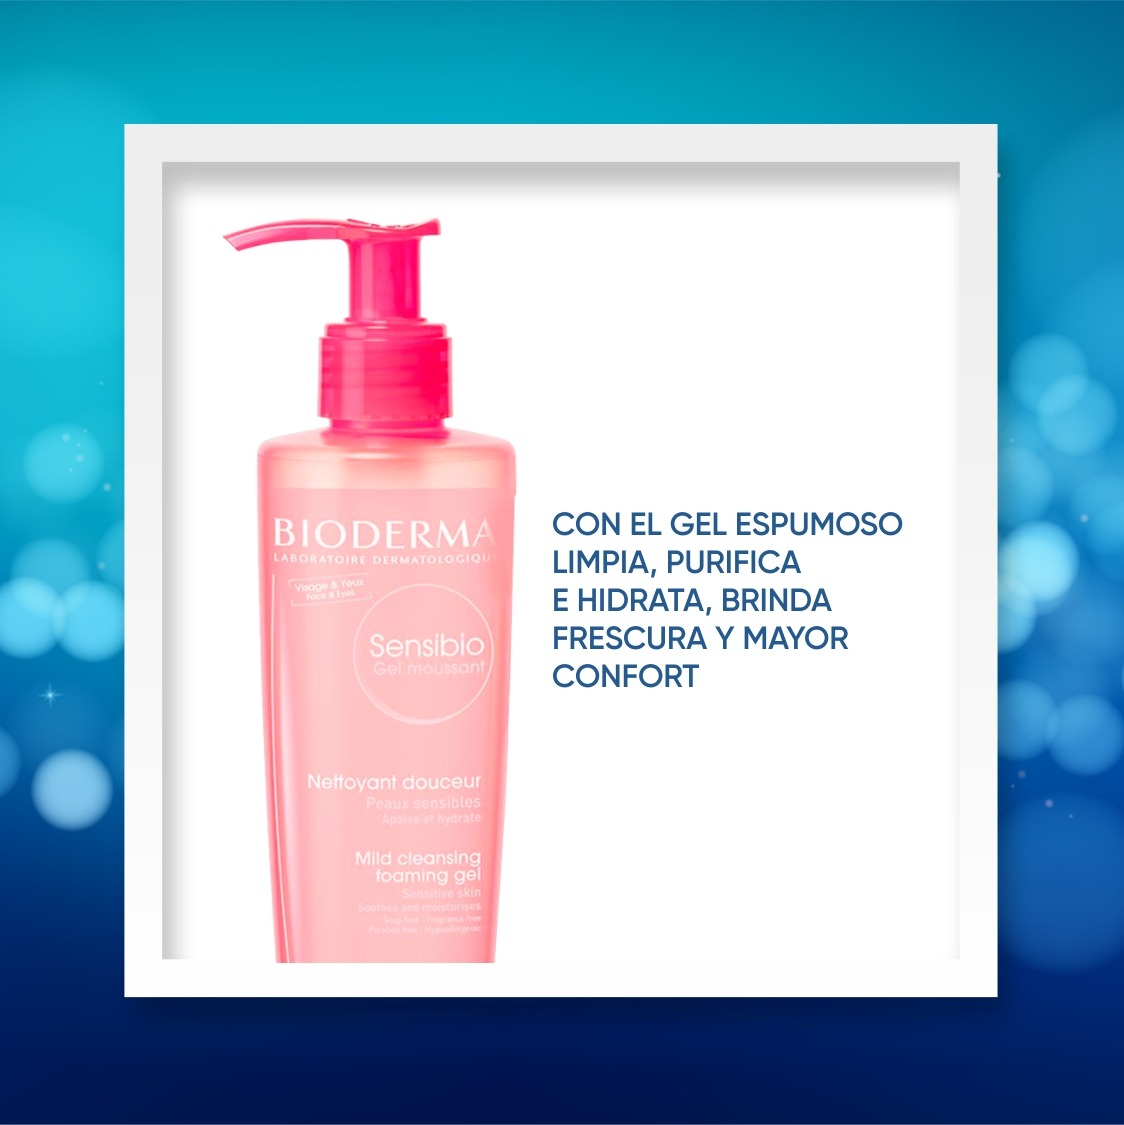 BIODERMA
LABORATOIRE DERMATOLOGIQU
Visage & Yeux
Face & Eyes
Sensibio
Gel moussant
Nettoyant douceur
Peaux sensibles
Apaise et hydrate
Mild cleansing
foaming gel
Sensitive skin
Soothes and moisturises
Soap free - Fragrance free
Paraben free - Hypoallergenic
CON EL GEL ESPUMOSO
LIMPIA, PURIFICA
E HIDRATA, BRINDA
FRESCURA Y MAYOR
CONFORT